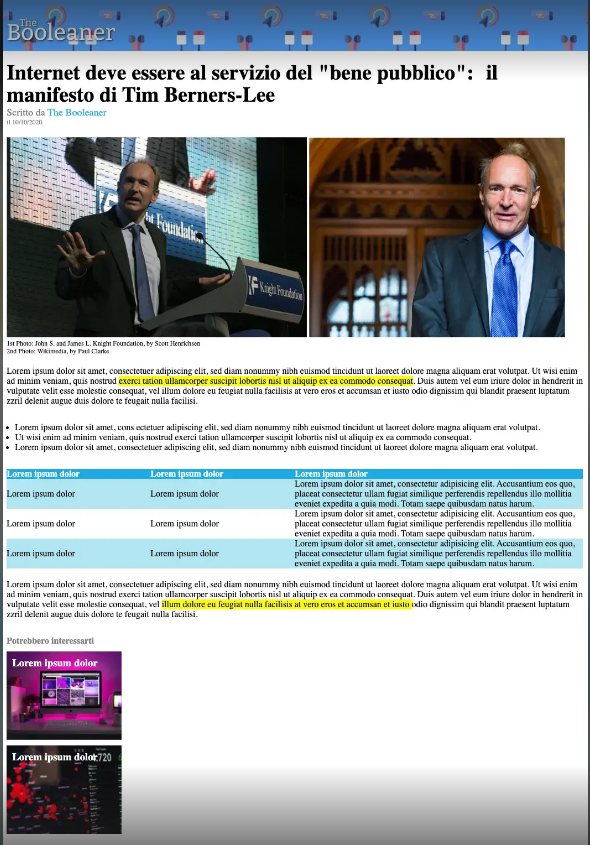 The
Booleaner
Internet deve essere al servizio del "bene pubblico": il
manifesto di Tim Berners-Lee
Scritto da The Booleaner
il 10/10/2020
Knight Foundation
Knight Foundation
1st Photo: John S. and James L. Knight Foundation, by Scott Henrichsen
2nd Photo: Wikimedia, by Paul Clarke
Lorem ipsum dolor sit amet, consectetuer adipiscing elit, sed diam nonummy nibh euismod tincidunt ut laoreet dolore magna aliquam erat volutpat. Ut wisi enim
ad minim veniam, quis nostrud exerci tation ullamcorper suscipit lobortis nisl ut aliquip ex ea commodo consequat. Duis autem vel eum iriure dolor in hendrerit in
vulputate velit esse molestie consequat, vel illum dolore eu feugiat nulla facilisis at vero eros et accumsan et iusto odio dignissim qui blandit praesent luptatum
zzril delenit augue duis dolore te feugait nulla facilisi.
Lorem ipsum dolor sit amet, cons ectetuer adipiscing elit, sed diam nonummy nibh euismod tincidunt ut laoreet dolore magna aliquam erat volutpat.
Ut wisi enim ad minim veniam, quis nostrud exerci tation ullamcorper suscipit lobortis nisl ut aliquip ex ea commodo consequat.
Lorem ipsum dolor sit amet, consectetuer adipiscing elit, sed diam nonummy nibh euismod tincidunt ut laoreet dolore magna aliquam erat volutpat.
Lorem ipsum dolor Lorem ipsum dolor Lorem ipsum dolor
Lorem ipsum dolor Lorem ipsum dolor Lorem ipsum dolor sit amet, consectetur adipisicing elit. Accusantium eos quo,
placeat consectetur ullam fugiat similique perferendis repellendus illo mollitia
eveniet expedita a quia modi. Totam saepe quibusdam natus harum.
Lorem ipsum dolor Lorem ipsum dolor Lorem ipsum dolor sit amet, consectetur adipisicing elit. Accusantium eos quo,
placeat consectetur ullam fugiat similique perferendis repellendus illo mollitia
eveniet expedita a quia modi. Totam saepe quibusdam natus harum.
Lorem ipsum dolor Lorem ipsum dolor Lorem ipsum dolor sit amet, consectetur adipisicing elit. Accusantium eos quo,
placeat consectetur ullam fugiat similique perferendis repellendus illo mollitia
eveniet expedita a quia modi. Totam saepe quibusdam natus harum.
Lorem ipsum dolor sit amet, consectetuer adipiscing elit, sed diam nonummy nibh euismod tincidunt ut laoreet dolore magna aliquam erat volutpat. Ut wisi enim
ad minim veniam, quis nostrud exerci tation ullamcorper suscipit lobortis nisl ut aliquip ex ea commodo consequat. Duis autem vel eum iriure dolor in hendrerit in
vulputate velit esse molestie consequat, vel illum dolore eu feugiat nulla facilisis at vero eros et accumsan et iusto odio dignissim qui blandit praesent luptatum
zzril delenit augue duis dolore te feugait nulla facilisi.
Potrebbero interessarti
Lorem ipsum dolor
Lorem ipsum dolor